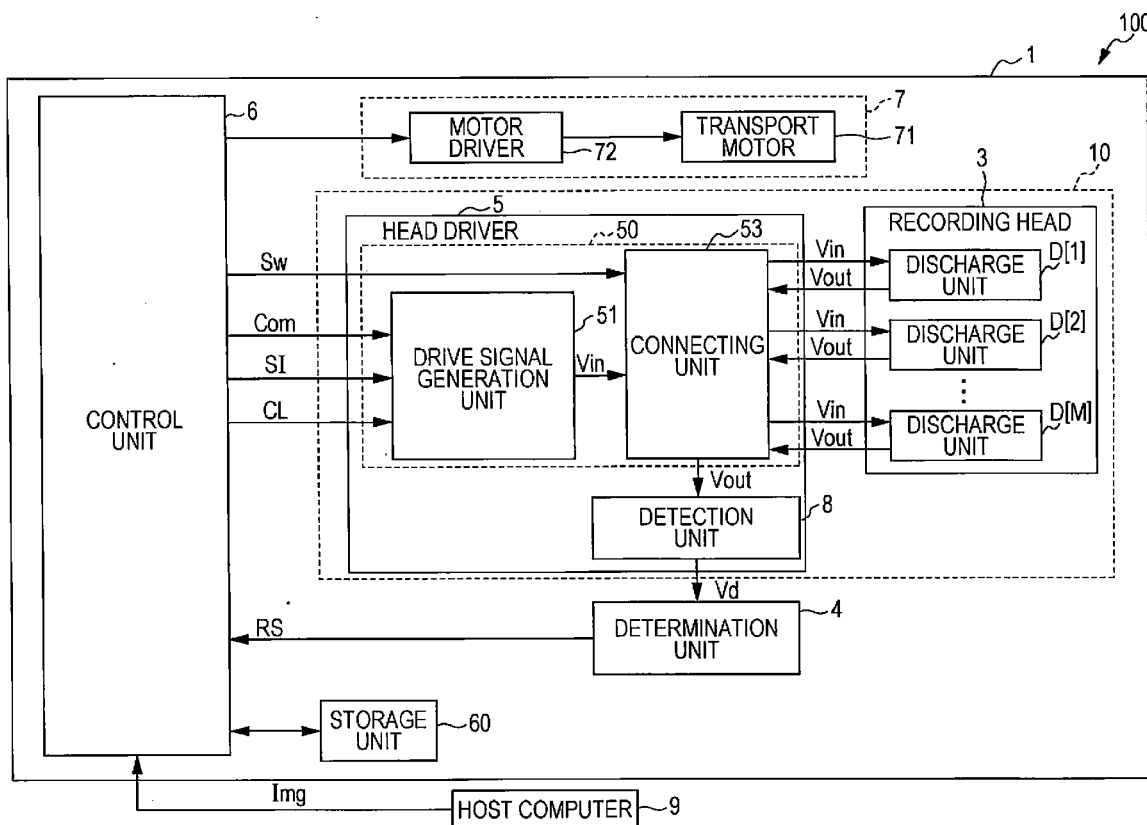 100
1
6
7
MOTOR
DRIVER
72
TRANSPORT
MOTOR
71
10
3
5
HEAD DRIVER
50
53
RECORDING HEAD
Sw
Com
SI
CL
CONTROL
UNIT
51
DRIVE SIGNAL
GENERATION
UNIT
Vin
CONNECTING
UNIT
Vin
Vout
DISCHARGE
UNIT
D[1]
Vin
Vout
DISCHARGE
UNIT
D[2]
Vin
Vout
DISCHARGE
UNIT
D[M]
Vout
DETECTION
UNIT
8
Vd
DETERMINATION
UNIT
4
RS
STORAGE
UNIT
60
Img
HOST COMPUTER
9